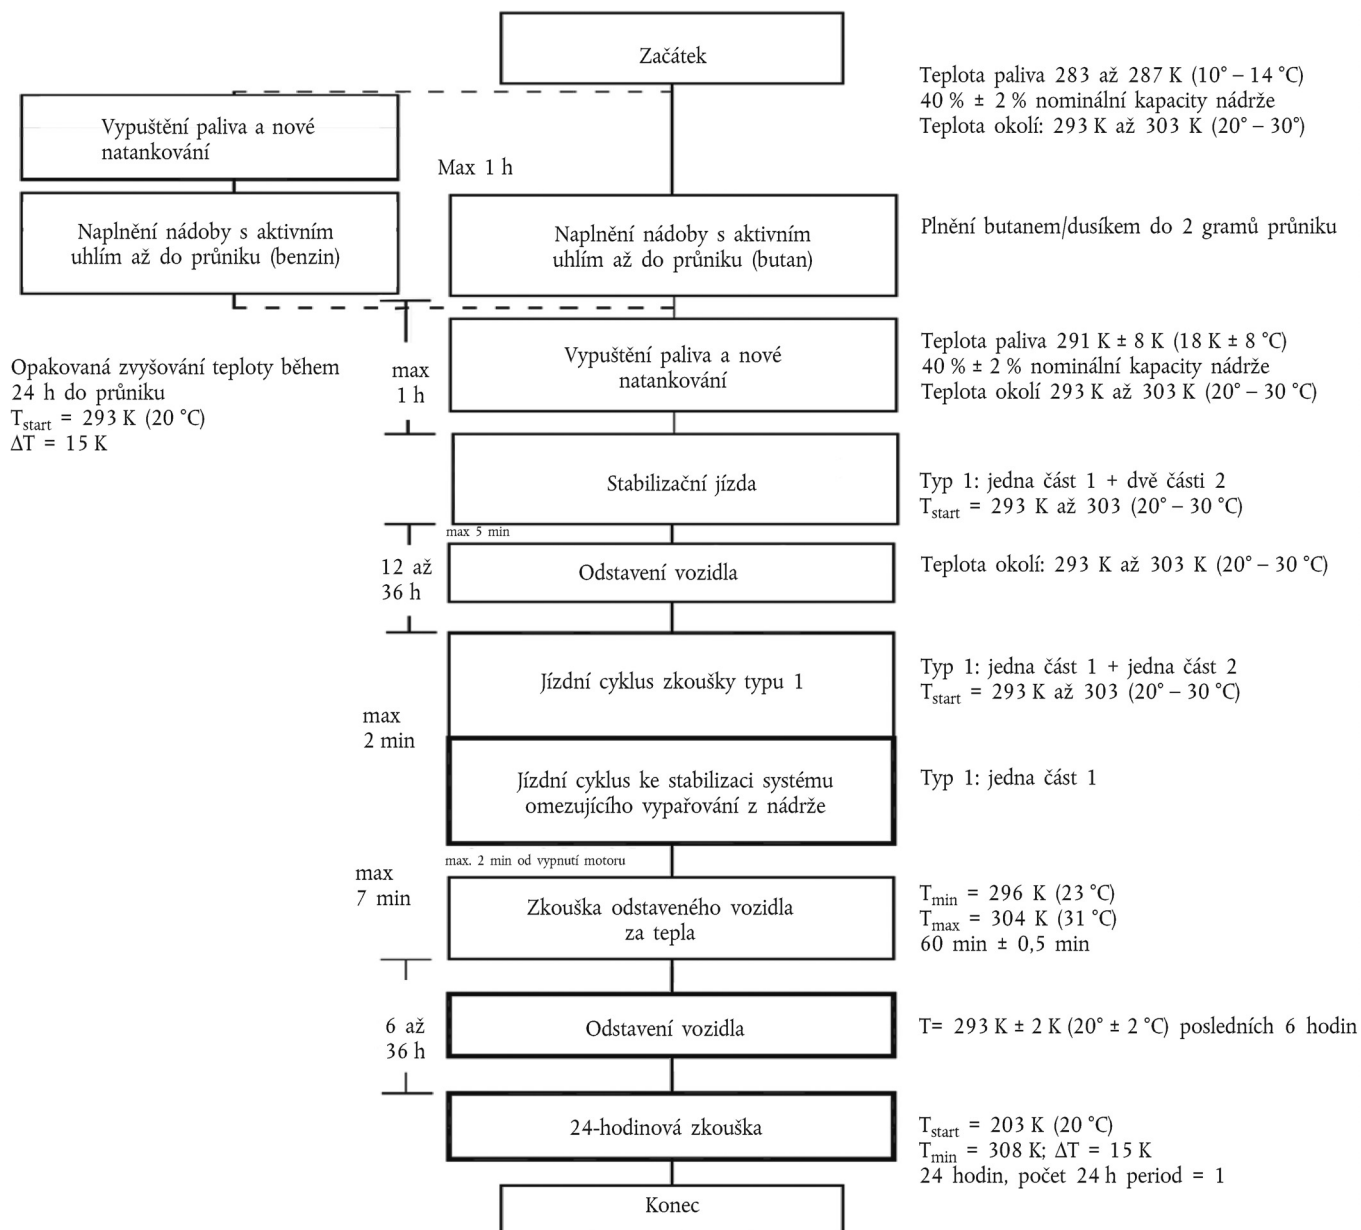 Začátek
Teplota paliva 283 až 287 K (10° – 14 °C)
40 % ± 2 % nominální kapacity nádrže
Teplota okolí: 293 K až 303 K (20° – 30°)
Vypuštění paliva a nové
natankování
Max 1 h
Naplnění nádoby s aktivním
uhlím až do průniku (benzin)
Naplnění nádoby s aktivním
uhlím až do průniku (butan)
Plnění butanem/dusíkem do 2 gramů průniku
Opakovaná zvyšování teploty během
24 h do průniku
Tstart = 293 K (20 °C)
ΔT = 15 K
max
1 h
Vypuštění paliva a nové
natankování
Teplota paliva 291 K ± 8 K (18 K ± 8 °C)
40 % ± 2 % nominální kapacity nádrže
Teplota okolí 293 K až 303 K (20° – 30 °C)
Stabilizační jízda
Typ 1: jedna část 1 + dvě části 2
Tstart = 293 K až 303 (20° – 30 °C)
max 5 min
12 až
36 h
Odstavení vozidla
Teplota okolí: 293 K až 303 K (20° – 30 °C)
Jízdní cyklus zkoušky typu 1
Typ 1: jedna část 1 + jedna část 2
Tstart = 293 K až 303 (20° – 30 °C)
max
2 min
Jízdní cyklus ke stabilizaci systému
omezujícího vypařování z nádrže
Typ 1: jedna část 1
max. 2 min od vypnutí motoru
max
7 min
Zkouška odstaveného vozidla
za tepla
Tmin = 296 K (23 °C)
Tmax = 304 K (31 °C)
60 min ± 0,5 min
6 až
36 h
Odstavení vozidla
T= 293 K ± 2 K (20° ± 2 °C) posledních 6 hodin
24-hodinová zkouška
Tstart = 203 K (20 °C)
Tmin = 308 K; ΔT = 15 K
24 hodin, počet 24 h period = 1
Konec